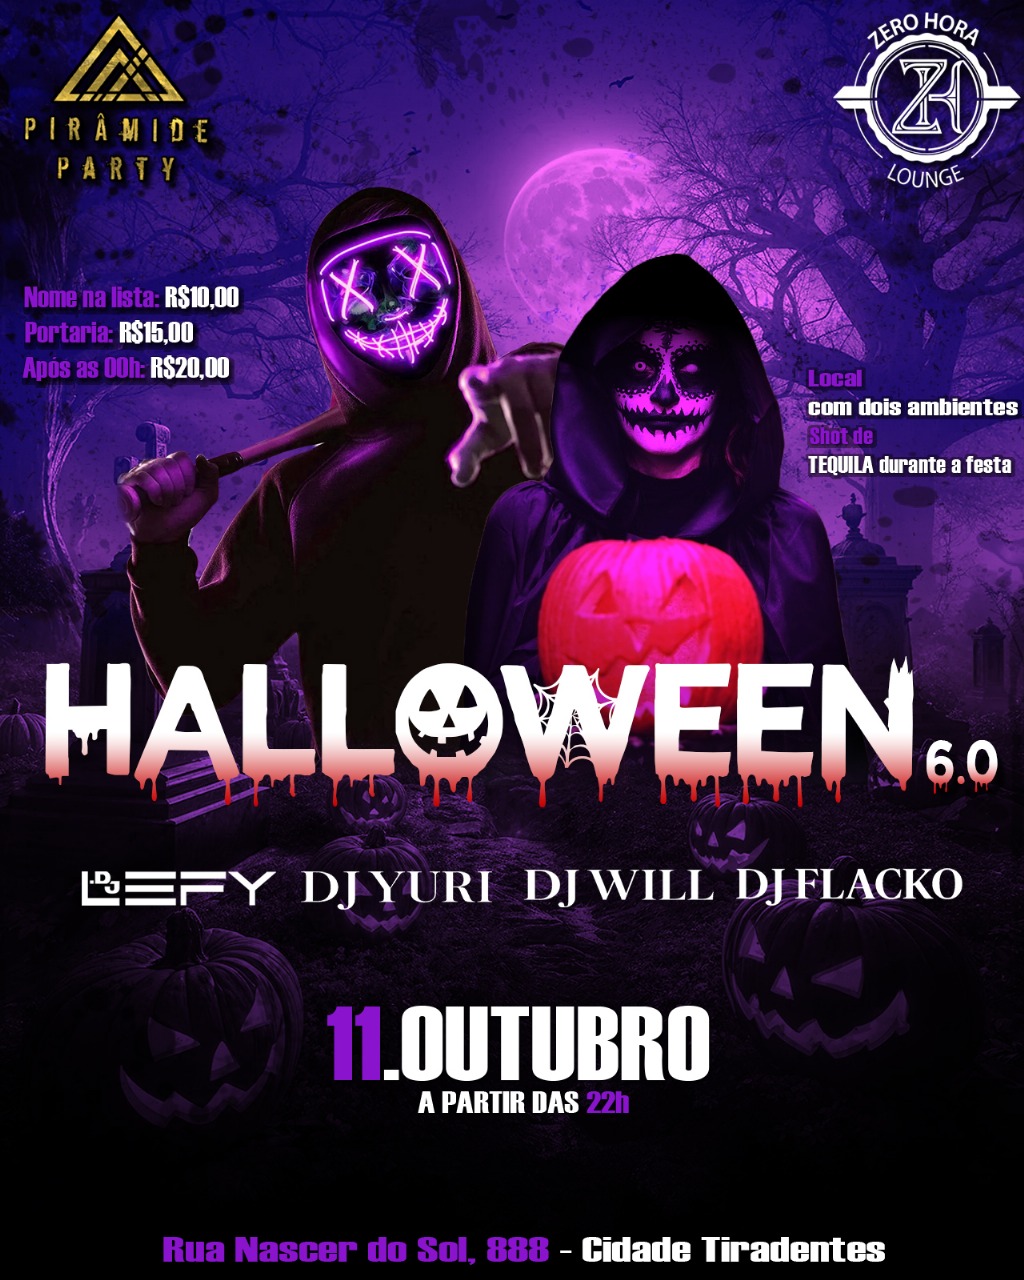 PIRÂMIDE
PARTY
ZERO HORA
ZH
LOUNGE
Nome na lista: R$10,00
Portaria: R$15,00
Após as 00h: R$20,00
Local
com dois ambientes
Shot de
TEQUILA durante a festa
HALLOWEEN 6.0
DJ LEFY DJ YURI DJ WILL DJ FLACKO
11.OUTUBRO
A PARTIR DAS 22h
Rua Nascer do Sol, 888 - Cidade Tiradentes